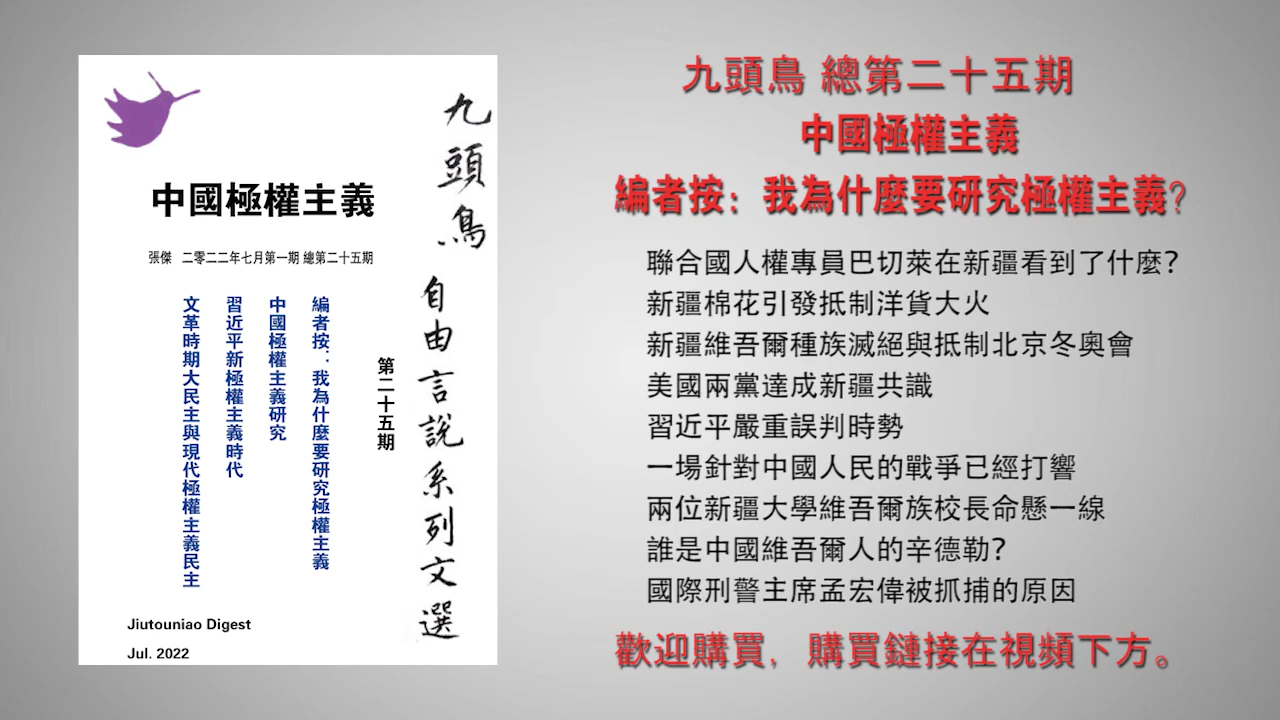 九頭鳥
自由言說系列文選
中國極權主義
張傑 二零二二年七月第一期 總第二十五期
第二十五期
編者按：我為什麼要研究極權主義
中國極權主義研究
習近平新極權主義時代
文革時期大民主與現代極權主義民主
Jiutouniao Digest
Jul. 2022
九頭鳥 總第二十五期
中國極權主義
編者按：我為什麼要研究極權主義?
聯合國人權專員巴切萊在新疆看到了什麼?
新疆棉花引發抵制洋貨大火
新疆維吾爾種族滅絕與抵制北京冬奧會
美國兩黨達成新疆共識
習近平嚴重誤判時勢
一場針對中國人民的戰爭已經打響
兩位新疆大學維吾爾族校長命懸一線
誰是中國維吾爾人的辛德勒?
國際刑警主席孟宏偉被抓捕的原因
歡迎購買，購買鏈接在視頻下方。